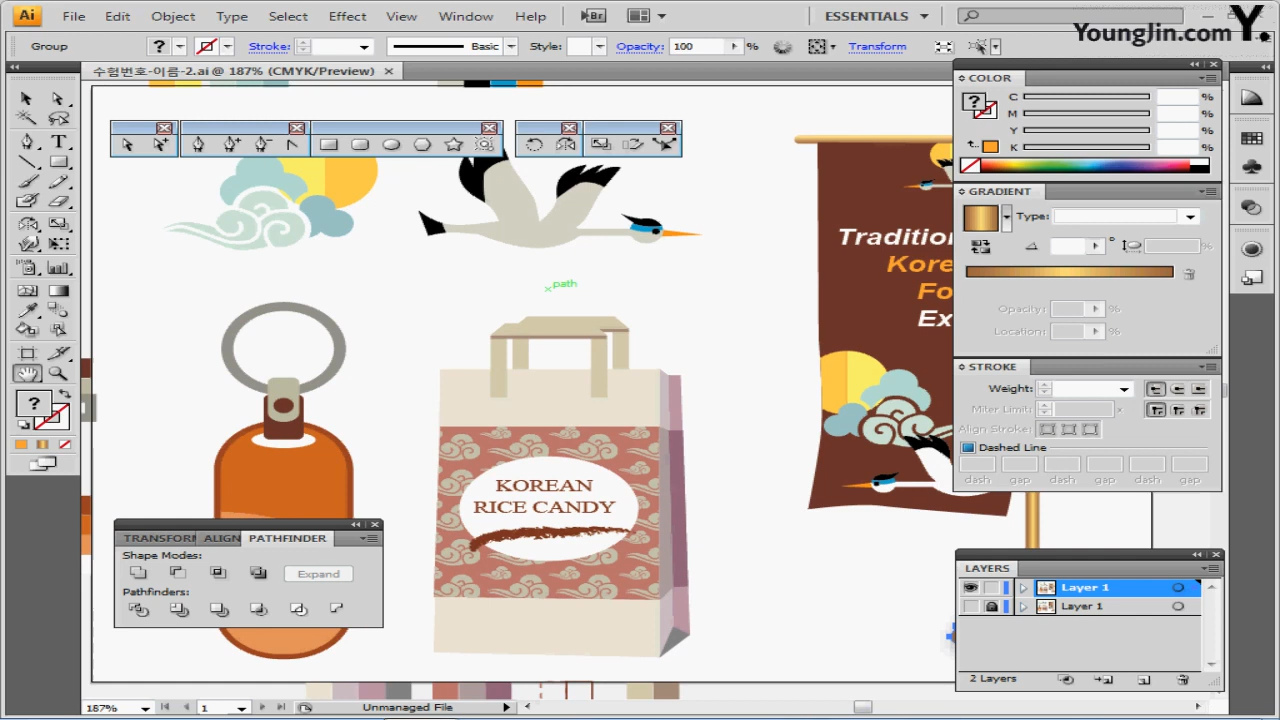 Ai File Edit Object Type Select Effect View Window Help Br ESSENTIALS
Y.
YoungJin.com
Group ? Stroke: Basic Style: Opacity: 100 % Transform
수험번호-이름-2.ai @ 187% (CMYK/Preview) ×
COLOR
? C %
M %
Y %
K %
GRADIENT
Type:
° %
Opacity: %
Location: %
STROKE
Weight:
Miter Limit: x
Align Stroke:
Dashed Line
dash gap dash gap dash gap
path
Tradition
Kore
Fo
Ex
KOREAN
RICE CANDY
?
TRANSFORM ALIGN PATHFINDER
Shape Modes:
Expand
Pathfinders:
LAYERS
Layer 1
Layer 1
2 Layers
187% 1 Unmanaged File